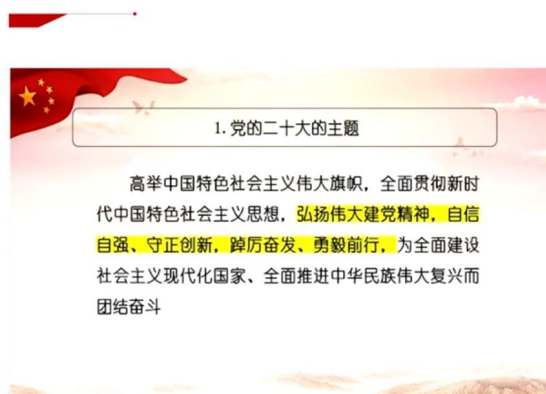 1.党的二十大的主题
高举中国特色社会主义伟大旗帜，全面贯彻新时
代中国特色社会主义思想，弘扬伟大建党精神，自信
自强、守正创新，踔厉奋发、勇毅前行，为全面建设
社会主义现代化国家、全面推进中华民族伟大复兴而
团结奋斗